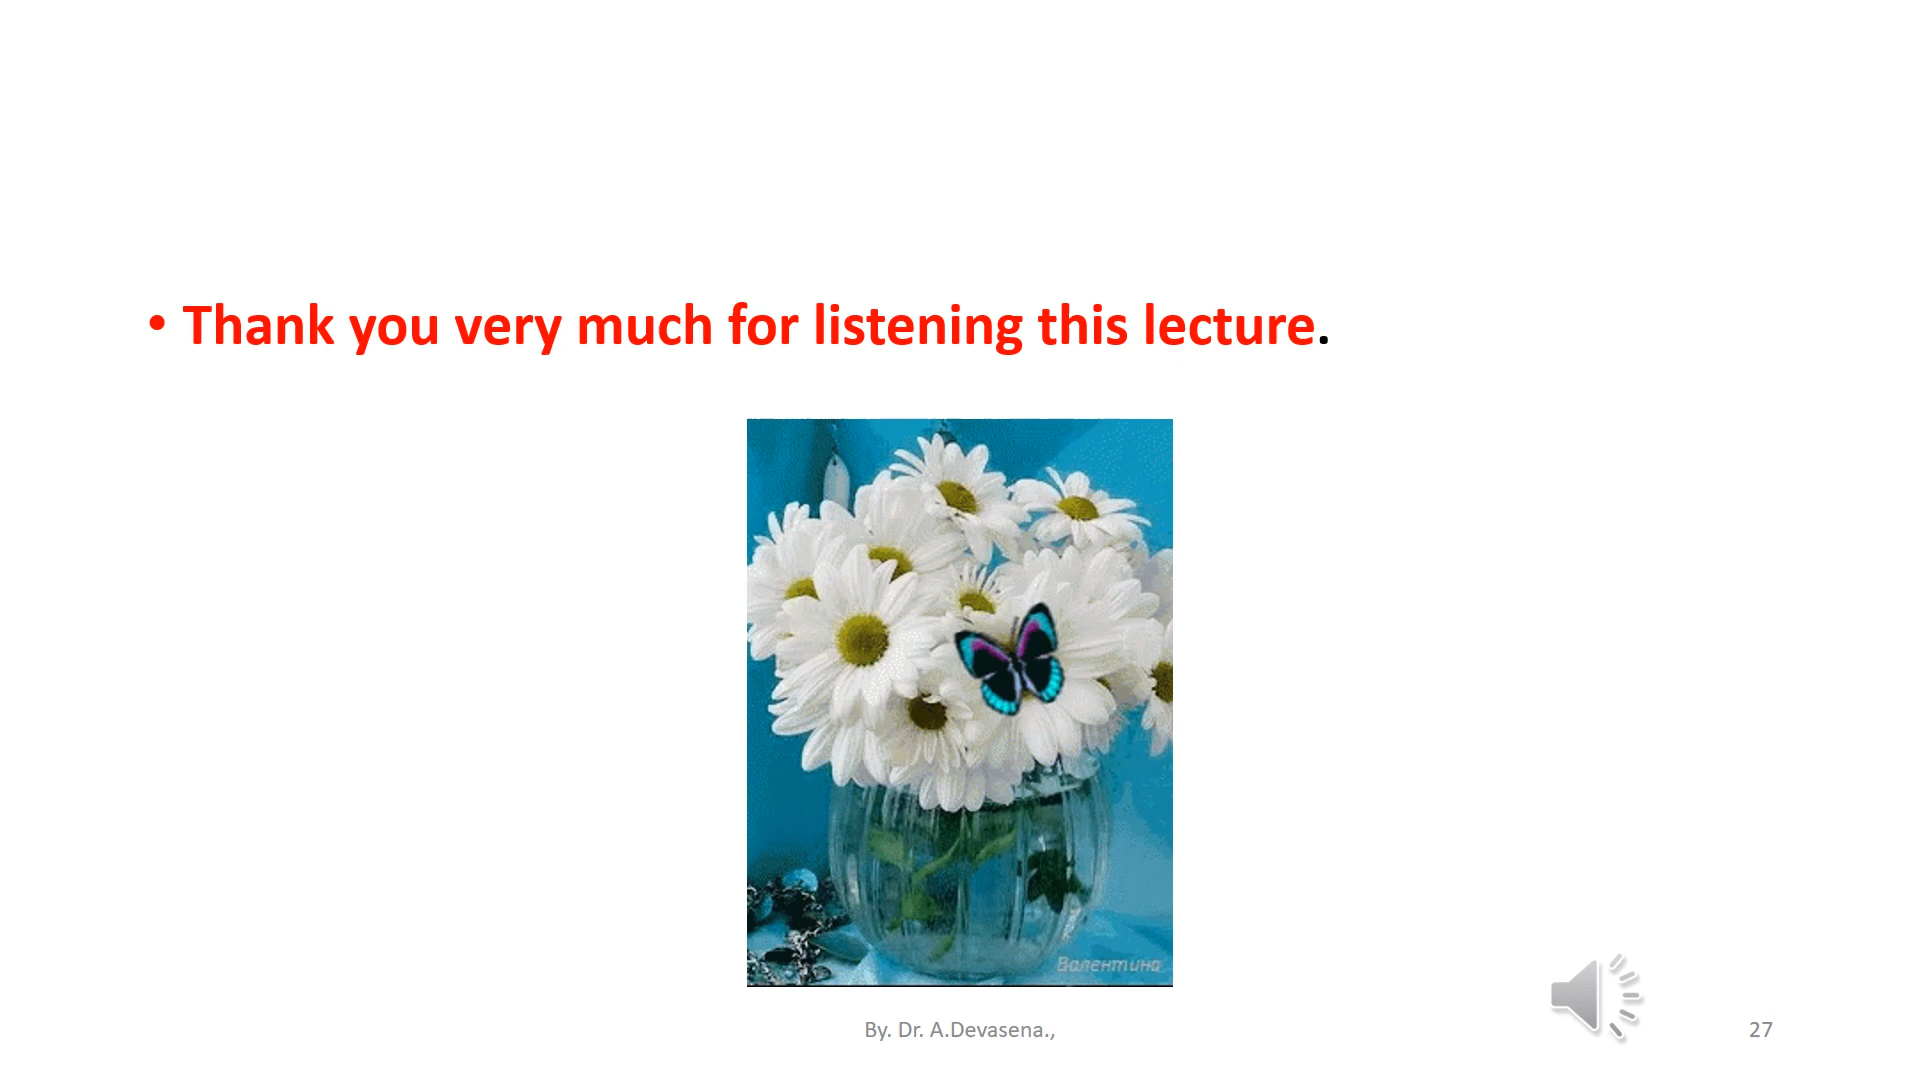 • Thank you very much for listening this lecture.
Валентина
By. Dr. A.Devasena.,
27